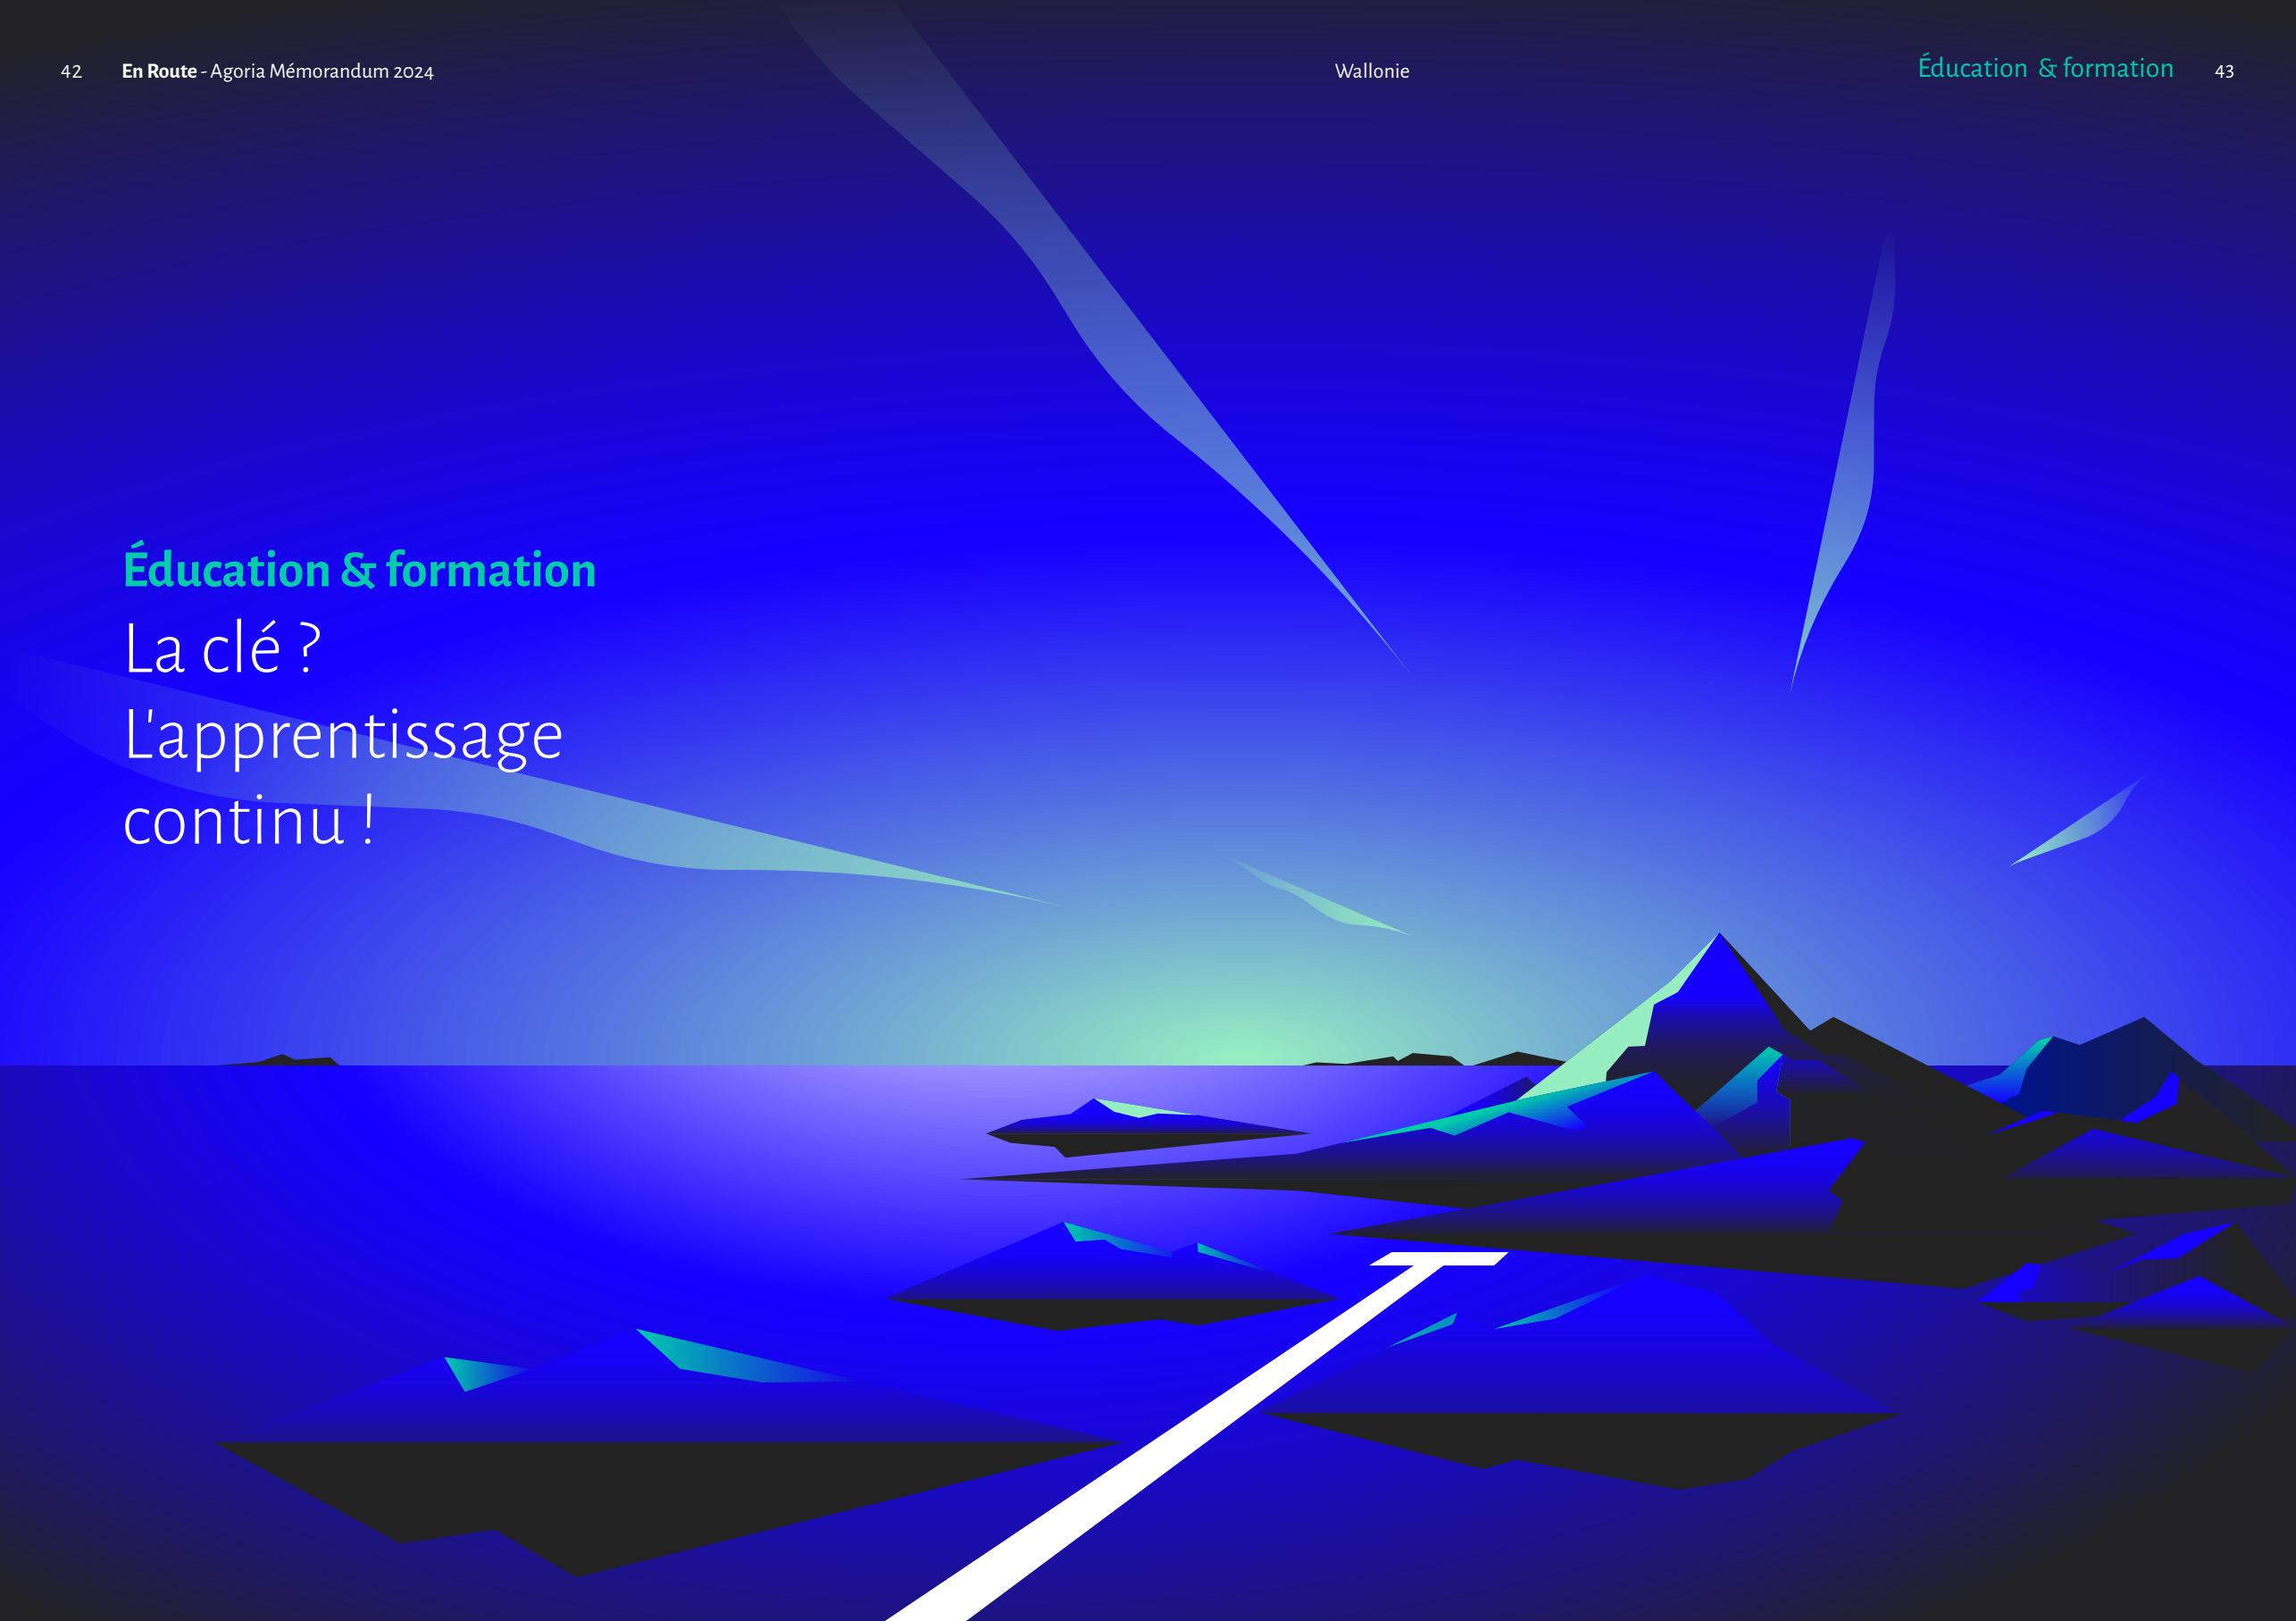 42 En Route - Agoria Mémorandum 2024
Wallonie
Éducation & formation 43
Éducation & formation
La clé ?
L'apprentissage
continu !